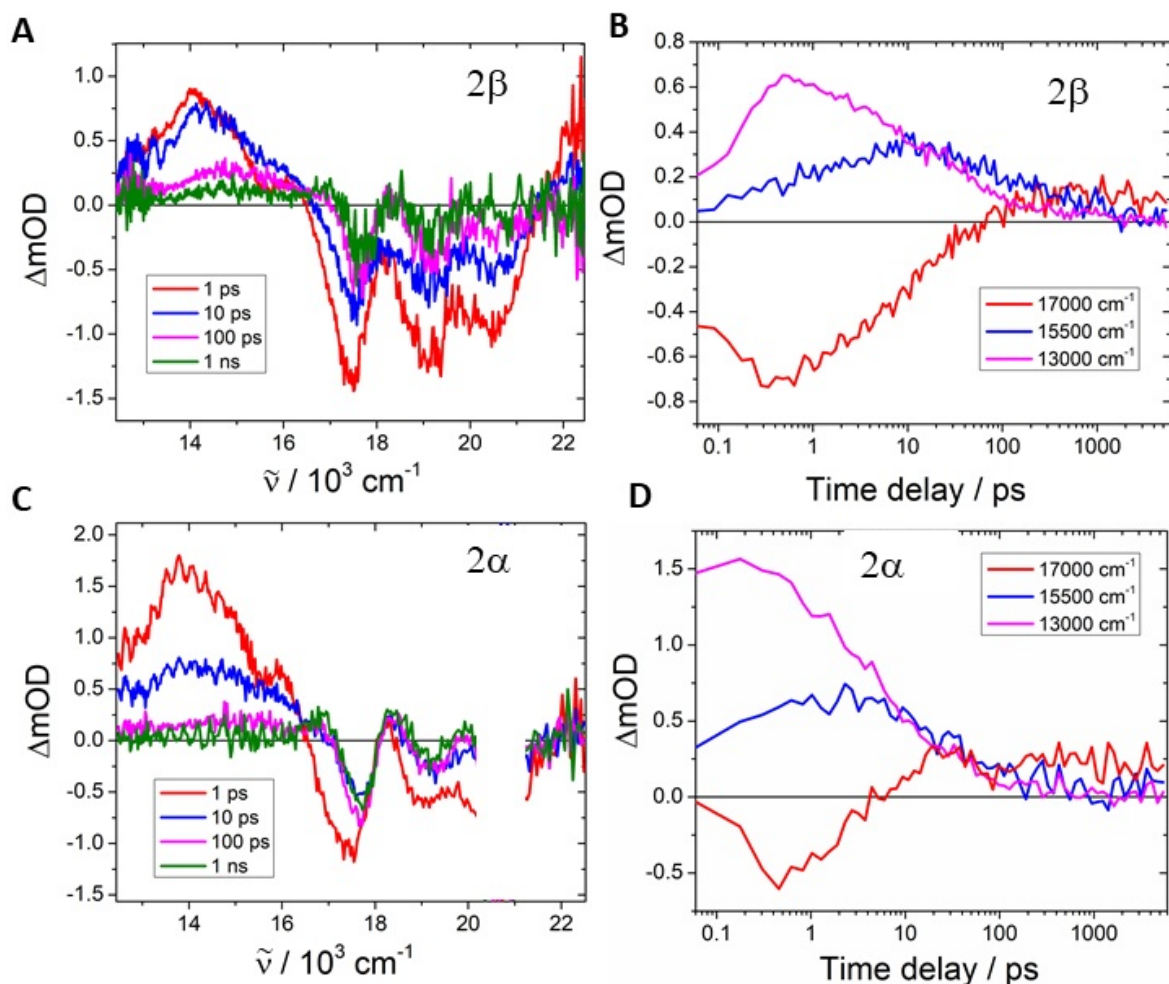 A
2β
1.0
0.5
0.0
-0.5
-1.0
-1.5
ΔmOD
1 ps
10 ps
100 ps
1 ns
14 16 18 20 22
ṽ / 10³ cm⁻¹
B
2β
0.8
0.6
0.4
0.2
0.0
-0.2
-0.4
-0.6
-0.8
ΔmOD
17000 cm⁻¹
15500 cm⁻¹
13000 cm⁻¹
0.1 1 10 100 1000
Time delay / ps
C
2α
2.0
1.5
1.0
0.5
0.0
-0.5
-1.0
-1.5
ΔmOD
1 ps
10 ps
100 ps
1 ns
14 16 18 20 22
ṽ / 10³ cm⁻¹
D
2α
1.5
1.0
0.5
0.0
-0.5
ΔmOD
17000 cm⁻¹
15500 cm⁻¹
13000 cm⁻¹
0.1 1 10 100 1000
Time delay / ps